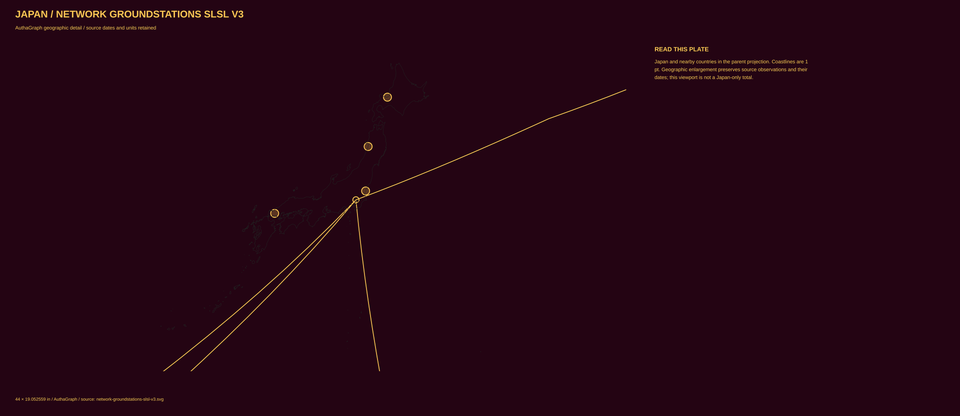 JAPAN / NETWORK GROUNDSTATIONS SLSL V3
AuthaGraph geographic detail / source dates and units retained
READ THIS PLATE
Japan and nearby countries in the parent projection. Coastlines are 1
pt. Geographic enlargement preserves source observations and their
dates; this viewport is not a Japan-only total.
44 × 19.052559 in / AuthaGraph / source: network-groundstations-slsl-v3.svg